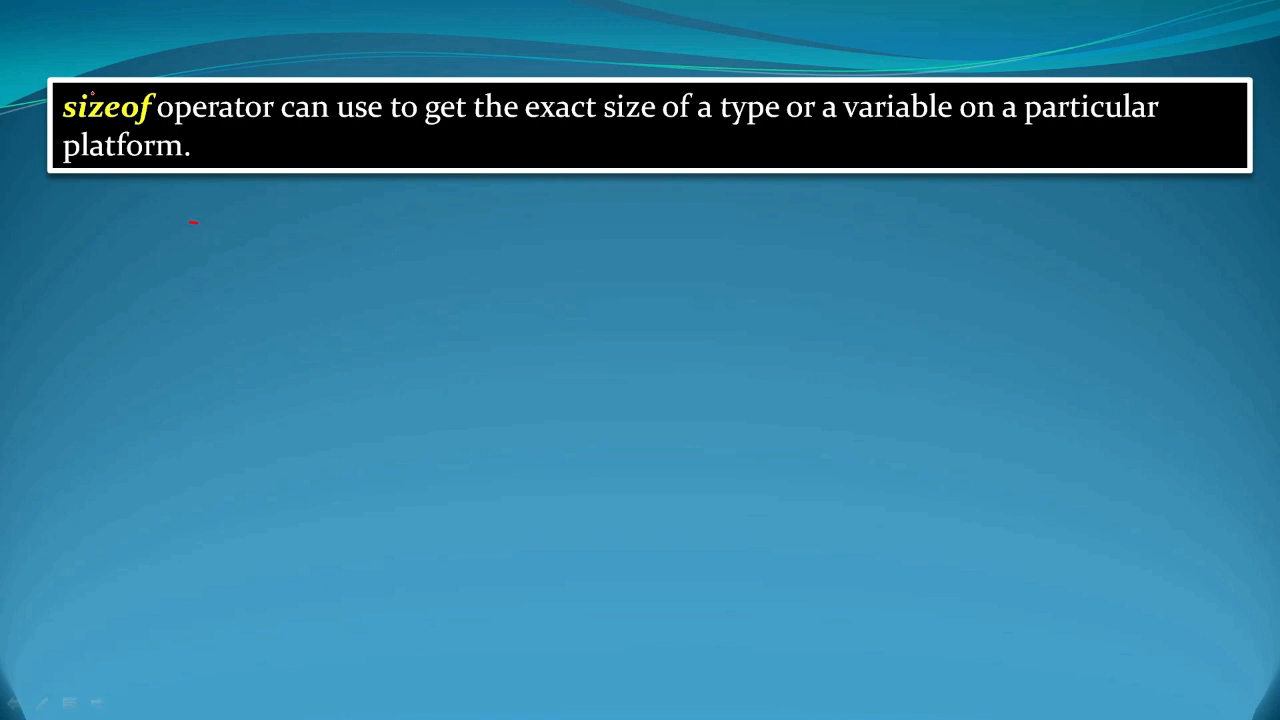 sizeof operator can use to get the exact size of a type or a variable on a particular
platform.